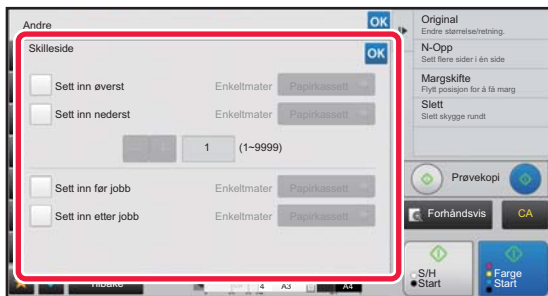 Andre
OK
Skilleside
OK
Sett inn øverst
Enkeltmater
Papirkassett
Sett inn nederst
Enkeltmater
Papirkassett
1
(1~9999)
Sett inn før jobb
Enkeltmater
Papirkassett
Sett inn etter jobb
Enkeltmater
Papirkassett
Original
Endre størrelse/retning.
N-Opp
Sett flere sider i én side
Margskifte
Flytt posisjon for å få marg
Slett
Slett skygge rundt
Prøvekopi
Forhåndsvis
CA
S/H
Start
Farge
Start
Tilbake
4
A3
A4